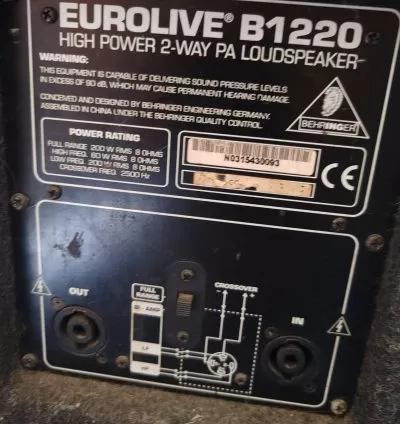 EUROLIVE® B1220
HIGH POWER 2-WAY PA LOUDSPEAKER
WARNING:
THIS EQUIPMENT IS CAPABLE OF DELIVERING SOUND PRESSURE LEVELS
IN EXCESS OF 90 dB, WHICH MAY CAUSE PERMANENT HEARING DAMAGE.
CONCEIVED AND DESIGNED BY BEHRINGER ENGINEERING GERMANY.
ASSEMBLED IN CHINA UNDER THE BEHRINGER QUALITY CONTROL.
BEHRINGER
POWER RATING
FULL RANGE 200 W RMS 8 OHMS
HIGH FREQ. 60 W RMS 8 OHMS
LOW FREQ. 200 W RMS 8 OHMS
CROSSOVER FREQ. 2500 Hz
N0315430093
CE
OUT
FULL
RANGE
BI-AMP
LF
HF
CROSSOVER
- +
IN